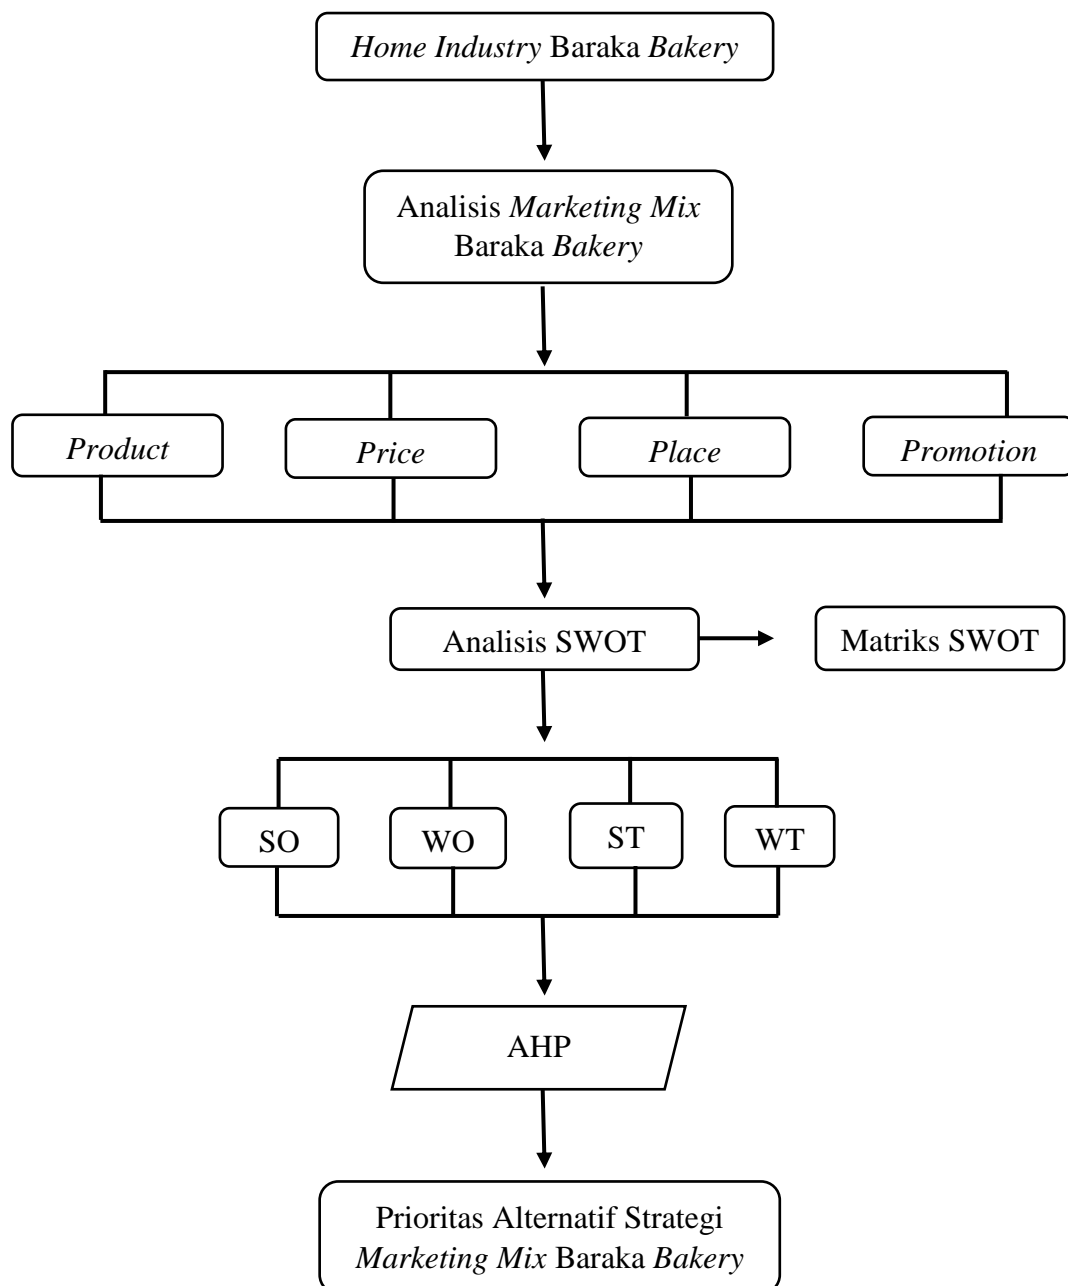 Home Industry Baraka Bakery
Analisis Marketing Mix
Baraka Bakery
Product
Price
Place
Promotion
Analisis SWOT
Matriks SWOT
SO
WO
ST
WT
AHP
Prioritas Alternatif Strategi
Marketing Mix Baraka Bakery